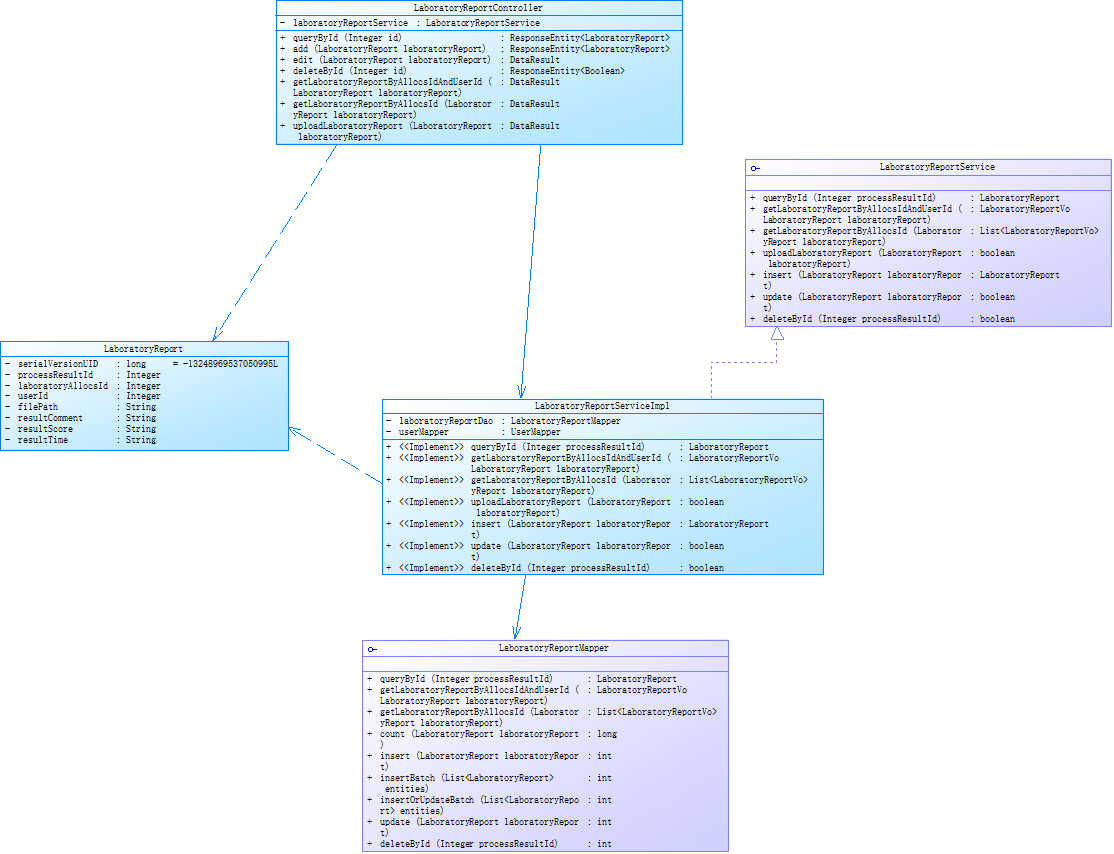 LaboratoryReportController
- laboratoryReportService : LaboratoryReportService
+ queryById (Integer id) : ResponseEntity<LaboratoryReport>
+ add (LaboratoryReport laboratoryReport) : ResponseEntity<LaboratoryReport>
+ edit (LaboratoryReport laboratoryReport) : DataResult
+ deleteById (Integer id) : ResponseEntity<Boolean>
+ getLaboratoryReportByAllocsIdAndUserId ( : DataResult
LaboratoryReport laboratoryReport)
+ getLaboratoryReportByAllocsId (Laborator : DataResult
yReport laboratoryReport)
+ uploadLaboratoryReport (LaboratoryReport : DataResult
laboratoryReport)
LaboratoryReportService
+ queryById (Integer processResultId) : LaboratoryReport
+ getLaboratoryReportByAllocsIdAndUserId ( : LaboratoryReportVo
LaboratoryReport laboratoryReport)
+ getLaboratoryReportByAllocsId (Laborator : List<LaboratoryReportVo>
yReport laboratoryReport)
+ uploadLaboratoryReport (LaboratoryReport : boolean
laboratoryReport)
+ insert (LaboratoryReport laboratoryRepor : LaboratoryReport
t)
+ update (LaboratoryReport laboratoryRepor : boolean
t)
+ deleteById (Integer processResultId) : boolean
LaboratoryReport
- serialVersionUID : long = -13248969537050995L
- processResultId : Integer
- laboratoryAllocsId : Integer
- userId : Integer
- filePath : String
- resultComment : String
- resultScore : String
- resultTime : String
LaboratoryReportServiceImpl
- laboratoryReportDao : LaboratoryReportMapper
- userMapper : UserMapper
+ <<Implement>> queryById (Integer processResultId) : LaboratoryReport
+ <<Implement>> getLaboratoryReportByAllocsIdAndUserId ( : LaboratoryReportVo
LaboratoryReport laboratoryReport)
+ <<Implement>> getLaboratoryReportByAllocsId (Laborator : List<LaboratoryReportVo>
yReport laboratoryReport)
+ <<Implement>> uploadLaboratoryReport (LaboratoryReport : boolean
laboratoryReport)
+ <<Implement>> insert (LaboratoryReport laboratoryRepor : LaboratoryReport
t)
+ <<Implement>> update (LaboratoryReport laboratoryRepor : boolean
t)
+ <<Implement>> deleteById (Integer processResultId) : boolean
LaboratoryReportMapper
+ queryById (Integer processResultId) : LaboratoryReport
+ getLaboratoryReportByAllocsIdAndUserId ( : LaboratoryReportVo
LaboratoryReport laboratoryReport)
+ getLaboratoryReportByAllocsId (Laborator : List<LaboratoryReportVo>
yReport laboratoryReport)
+ count (LaboratoryReport laboratoryReport : long
)
+ insert (LaboratoryReport laboratoryRepor : int
t)
+ insertBatch (List<LaboratoryReport> : int
entities)
+ insertOrUpdateBatch (List<LaboratoryRepo : int
rt> entities)
+ update (LaboratoryReport laboratoryRepor : int
t)
+ deleteById (Integer processResultId) : int